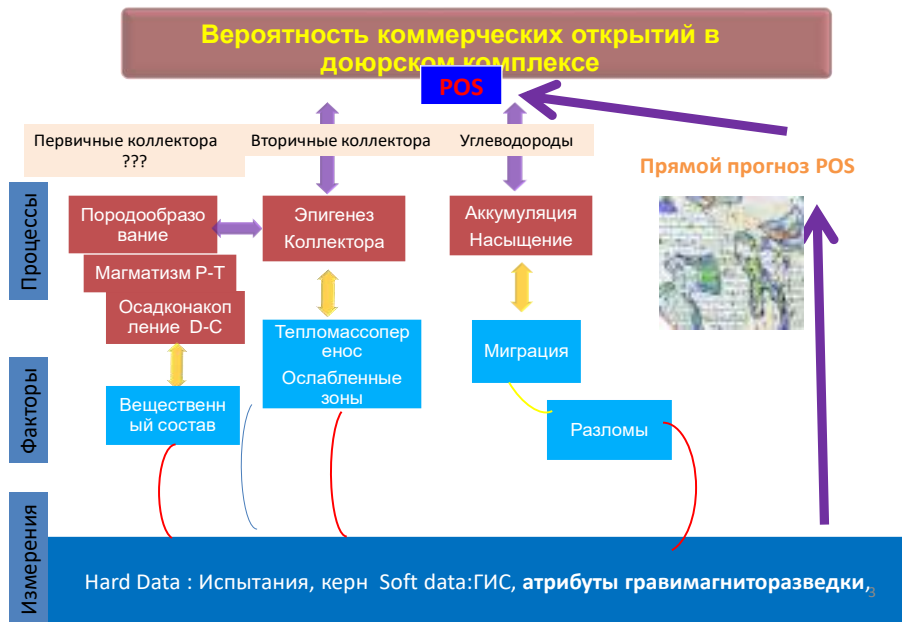 Вероятность коммерческих открытий в
доюрском комплексе
POS
Первичные коллектора
???
Вторичные коллектора
Углеводороды
Прямой прогноз POS
Процессы
Породообразо
вание
Эпигенез
Коллектора
Аккумуляция
Насыщение
Магматизм P-T
Осадконакоп
ление D-C
Тепломассопер
енос
Ослабленные
зоны
Миграция
Факторы
Вещественн
ый состав
Разломы
Измерения
Hard Data : Испытания, керн Soft data:ГИС, атрибуты гравимагниторазведки,
3